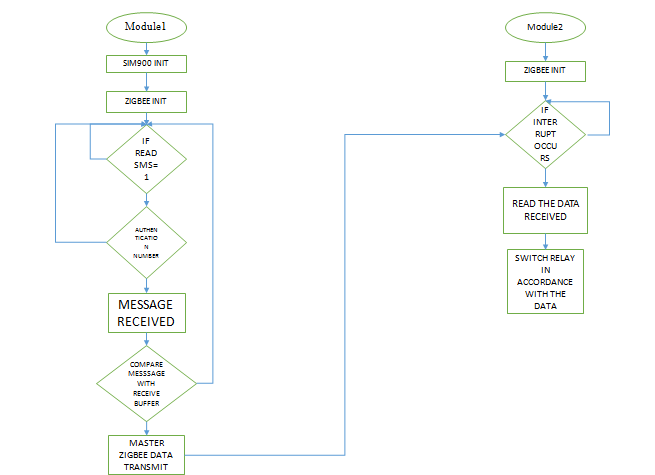 Module1
SIM900 INIT
ZIGBEE INIT
IF
READ
SMS=
1
AUTHEN
TICATIO
N
NUMBER
MESSAGE
RECEIVED
COMPARE
MESSSAGE
WITH
RECEIVE
BUFFER
MASTER
ZIGBEE DATA
TRANSMIT
Module2
ZIGBEE INIT
IF
INTER
RUPT
OCCU
RS
READ THE DATA
RECEIVED
SWITCH RELAY
IN
ACCORDANCE
WITH THE
DATA